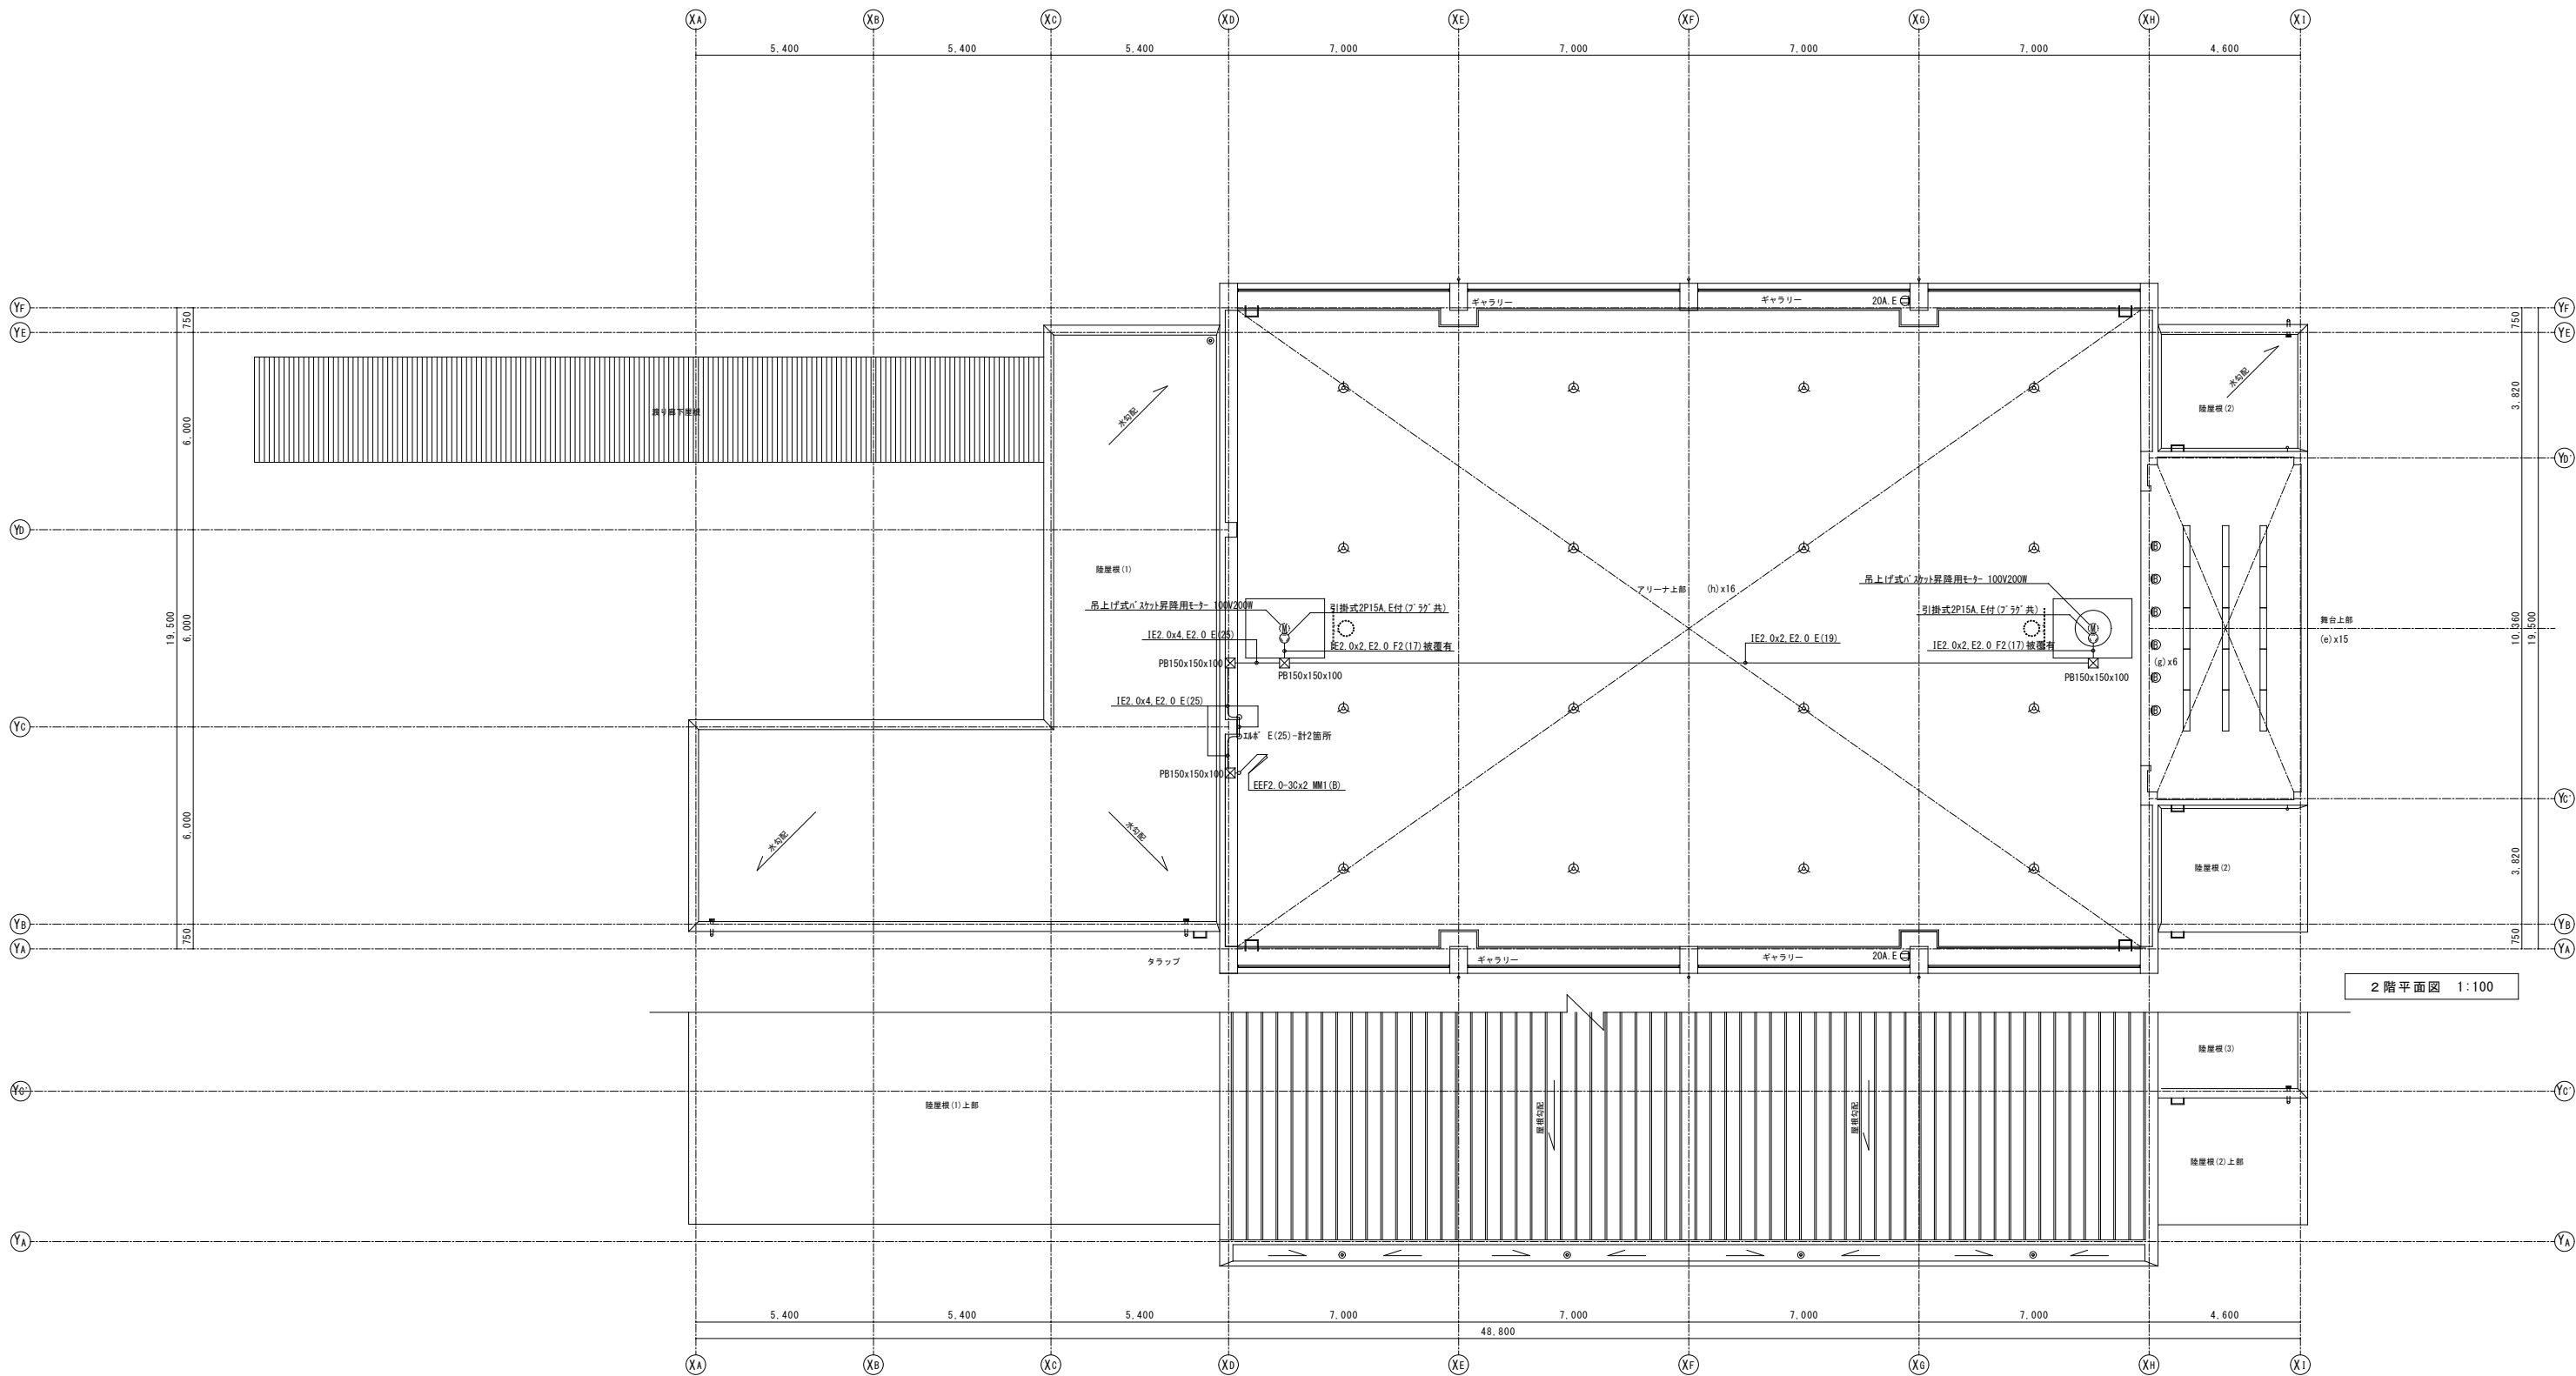 XA XB XC XD XE XF XG XH XI
5,400 5,400 5,400 7,000 7,000 7,000 7,000 4,600
YF YF
YE YE
YD'
YD
YC
YC'
YB YB
YA YA
750
6,000
6,000
6,000
750
19,500
750
3,820
10,360
3,820
750
19,500
ギャラリー
ギャラリー
20A.E
渡り廊下屋根
水勾配
水勾配
陸屋根(2)
陸屋根(1)
アリーナ上部 (h)x16
吊上げ式バスケット昇降用モーター 100V200W
引掛式2P15A,E付(プラグ共)
IE2.0x4,E2.0 E(25)
IE2.0x2,E2.0 F2(17)被覆有
PB150x150x100
PB150x150x100
IE2.0x2,E2.0 E(19)
吊上げ式バスケット昇降用モーター 100V200W
引掛式2P15A,E付(プラグ共)
IE2.0x2,E2.0 F2(17)被覆有
PB150x150x100
舞台上部
(e)x15
(g)x6
B
B
B
B
B
B
M
M
IE2.0x4,E2.0 E(25)
エルボ E(25)-計2箇所
PB150x150x100
EEF2.0-3Cx2 MM1(B)
水勾配
水勾配
陸屋根(2)
タラップ
ギャラリー
ギャラリー
20A.E
2階平面図 1:100
陸屋根(3)
YC' YC'
陸屋根(1)上部
屋根勾配
屋根勾配
陸屋根(2)上部
YA YA
5,400 5,400 5,400 7,000 7,000 7,000 7,000 4,600
48,800
XA XB XC XD XE XF XG XH XI